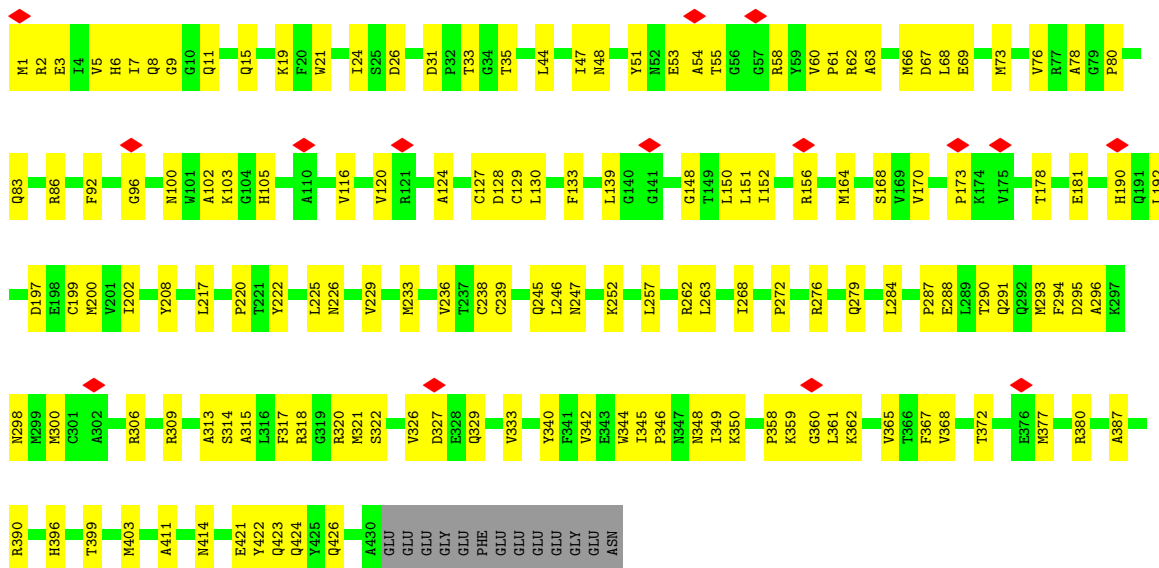 M1 R2 E3 I4 V5 H6 I7 Q8 G9 G10 Q11 Q15 K19 F20 W21 I24 S25 D26 D31 P32 T33 G34 T35 L44 I47 N48 Y51 N52 E53 A54 T55 G56 G57 R58 Y59 V60 P61 R62 A63 M66 D67 L68 E69 M73 V76 R77 A78 G79 P80
Q83 R86 F92 G96 N100 W101 A102 K103 G104 H105 A110 V116 V120 R121 A124 C127 D128 C129 L130 F133 L139 G140 G141 G148 T149 L150 L151 I152 R156 M164 S168 V169 V170 P173 K174 V175 T178 E181 H190 Q191 L192
D197 E198 C199 M200 V201 I202 Y208 L217 P220 T221 Y222 L225 N226 V229 M233 V236 T237 C238 C239 Q245 L246 N247 K252 L257 R262 L263 I268 P272 R276 Q279 L284 P287 E288 L289 T290 Q291 Q292 M293 F294 D295 A296 K297
N298 M299 M300 C301 A302 R306 R309 A313 S314 A315 L316 F317 R318 G319 R320 M321 S322 V326 D327 E328 Q329 V333 Y340 F341 V342 E343 W344 I345 P346 N347 N348 I349 K350 P358 K359 G360 L361 K362 V365 T366 F367 V368 T372 E376 M377 R380 A387
R390 H396 T399 M403 A411 N414 E421 Y422 Q423 Q424 Y425 Q426 A430 GLU GLU GLU GLY GLU PHE GLU GLU GLU GLU GLY GLU ASN